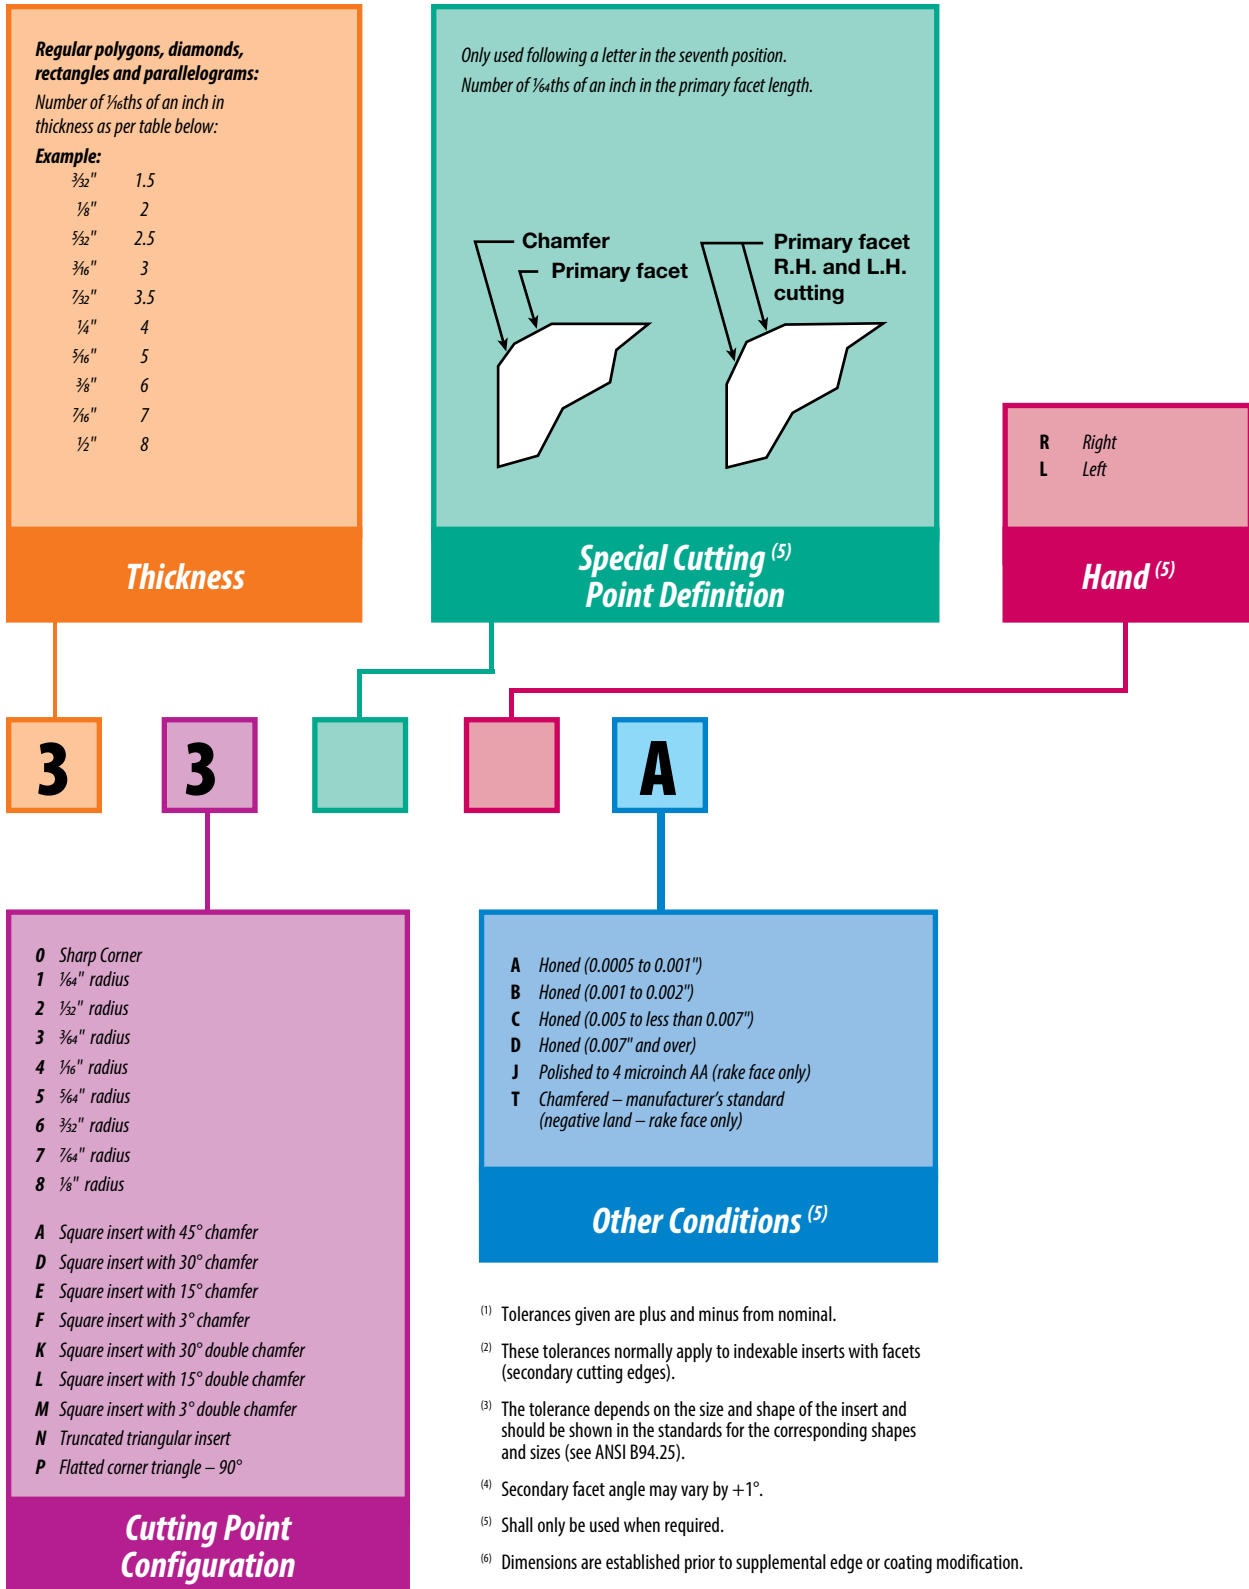 Regular polygons, diamonds,
rectangles and parallelograms:
Number of 1⁄16ths of an inch in
thickness as per table below:
Example:
3⁄32" 1.5
1⁄8" 2
5⁄32" 2.5
3⁄16" 3
7⁄32" 3.5
1⁄4" 4
5⁄16" 5
3⁄8" 6
7⁄16" 7
1⁄2" 8
Thickness
Only used following a letter in the seventh position.
Number of 1⁄64ths of an inch in the primary facet length.
Chamfer
Primary facet
Primary facet
R.H. and L.H.
cutting
Special Cutting (5)
Point Definition
R Right
L Left
Hand (5)
3 3 A
0 Sharp Corner
1 1⁄64" radius
2 1⁄32" radius
3 3⁄64" radius
4 1⁄16" radius
5 5⁄64" radius
6 3⁄32" radius
7 7⁄64" radius
8 1⁄8" radius
A Square insert with 45° chamfer
D Square insert with 30° chamfer
E Square insert with 15° chamfer
F Square insert with 3° chamfer
K Square insert with 30° double chamfer
L Square insert with 15° double chamfer
M Square insert with 3° double chamfer
N Truncated triangular insert
P Flatted corner triangle – 90°
Cutting Point
Configuration
A Honed (0.0005 to 0.001")
B Honed (0.001 to 0.002")
C Honed (0.005 to less than 0.007")
D Honed (0.007" and over)
J Polished to 4 microinch AA (rake face only)
T Chamfered – manufacturer's standard
(negative land – rake face only)
Other Conditions (5)
(1) Tolerances given are plus and minus from nominal.
(2) These tolerances normally apply to indexable inserts with facets
(secondary cutting edges).
(3) The tolerance depends on the size and shape of the insert and
should be shown in the standards for the corresponding shapes
and sizes (see ANSI B94.25).
(4) Secondary facet angle may vary by +1°.
(5) Shall only be used when required.
(6) Dimensions are established prior to supplemental edge or coating modification.